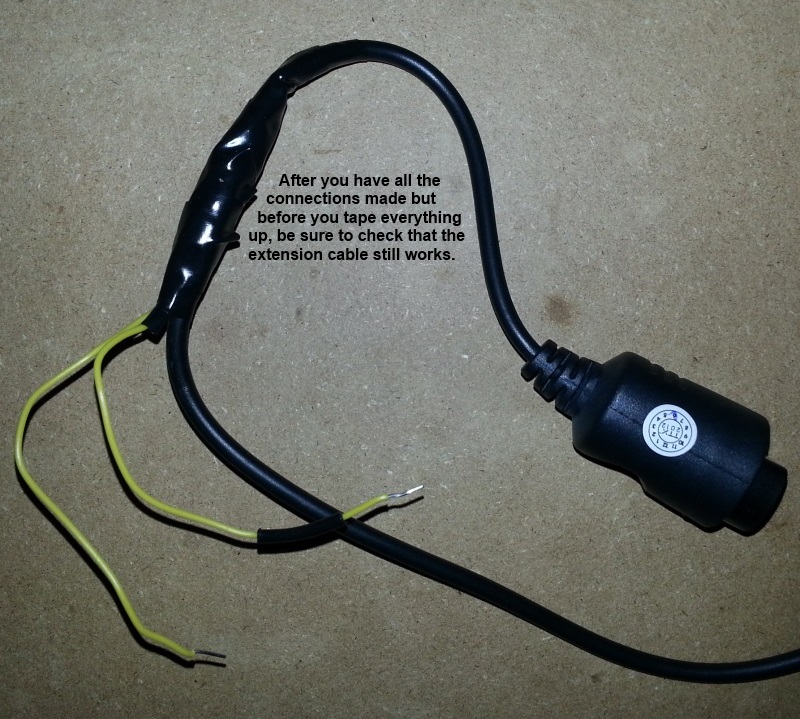 After you have all the
connections made but
before you tape everything
up, be sure to check that the
extension cable still works.